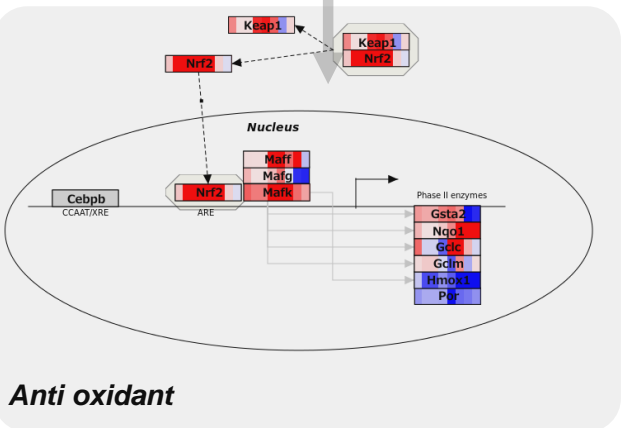 Keap1
Keap1
Nrf2
Nrf2
Nucleus
Maff
Mafg
Mafk
Nrf2
Cebpb
CCAAT/XRE
ARE
Phase II enzymes
Gsta2
Nqo1
Gclc
Gclm
Hmox1
Por
Anti oxidant